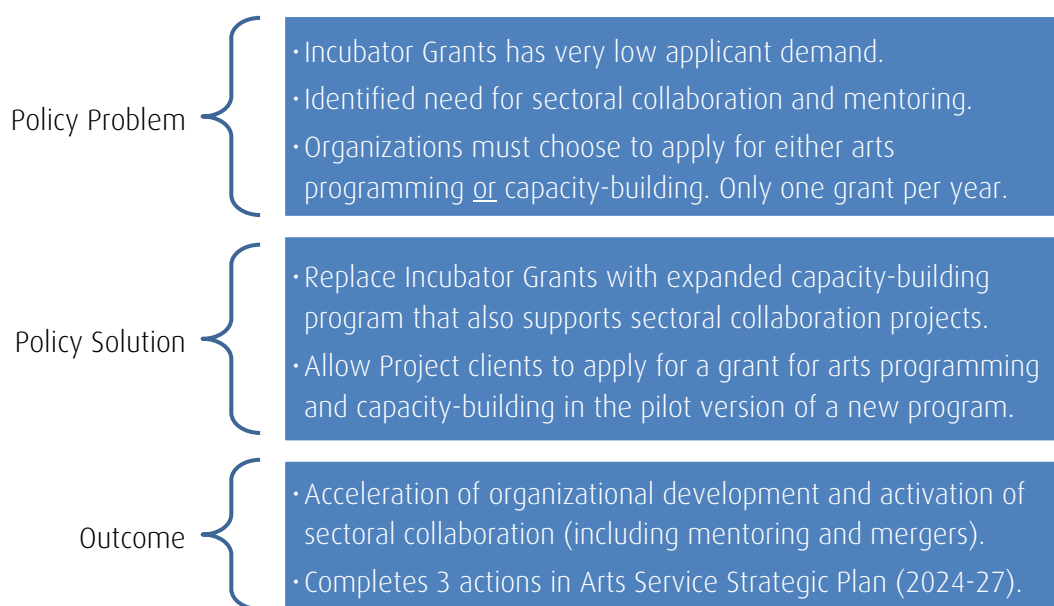 Policy Problem
· Incubator Grants has very low applicant demand.
· Identified need for sectoral collaboration and mentoring.
· Organizations must choose to apply for either arts
programming or capacity-building. Only one grant per year.
Policy Solution
· Replace Incubator Grants with expanded capacity-building
program that also supports sectoral collaboration projects.
· Allow Project clients to apply for a grant for arts programming
and capacity-building in the pilot version of a new program.
Outcome
· Acceleration of organizational development and activation of
sectoral collaboration (including mentoring and mergers).
· Completes 3 actions in Arts Service Strategic Plan (2024-27).